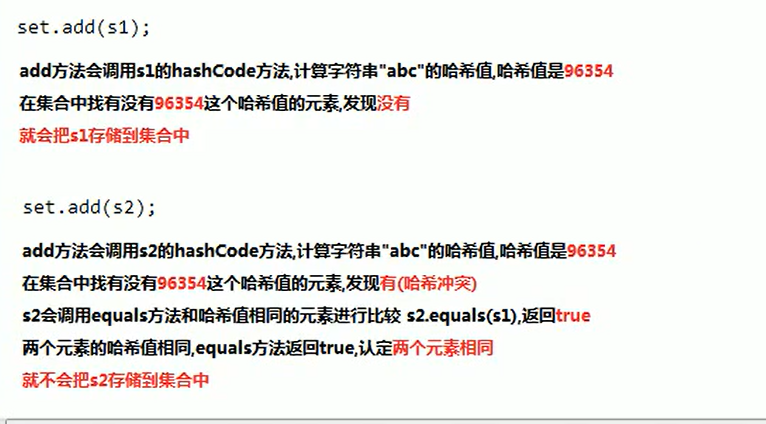 set.add(s1);
add方法会调用s1的hashCode方法,计算字符串"abc"的哈希值,哈希值是96354
在集合中找有没有96354这个哈希值的元素,发现没有
就会把s1存储到集合中
set.add(s2);
add方法会调用s2的hashCode方法,计算字符串"abc"的哈希值,哈希值是96354
在集合中找有没有96354这个哈希值的元素,发现有(哈希冲突)
s2会调用equals方法和哈希值相同的元素进行比较 s2.equals(s1),返回true
两个元素的哈希值相同,equals方法返回true,认定两个元素相同
就不会把s2存储到集合中